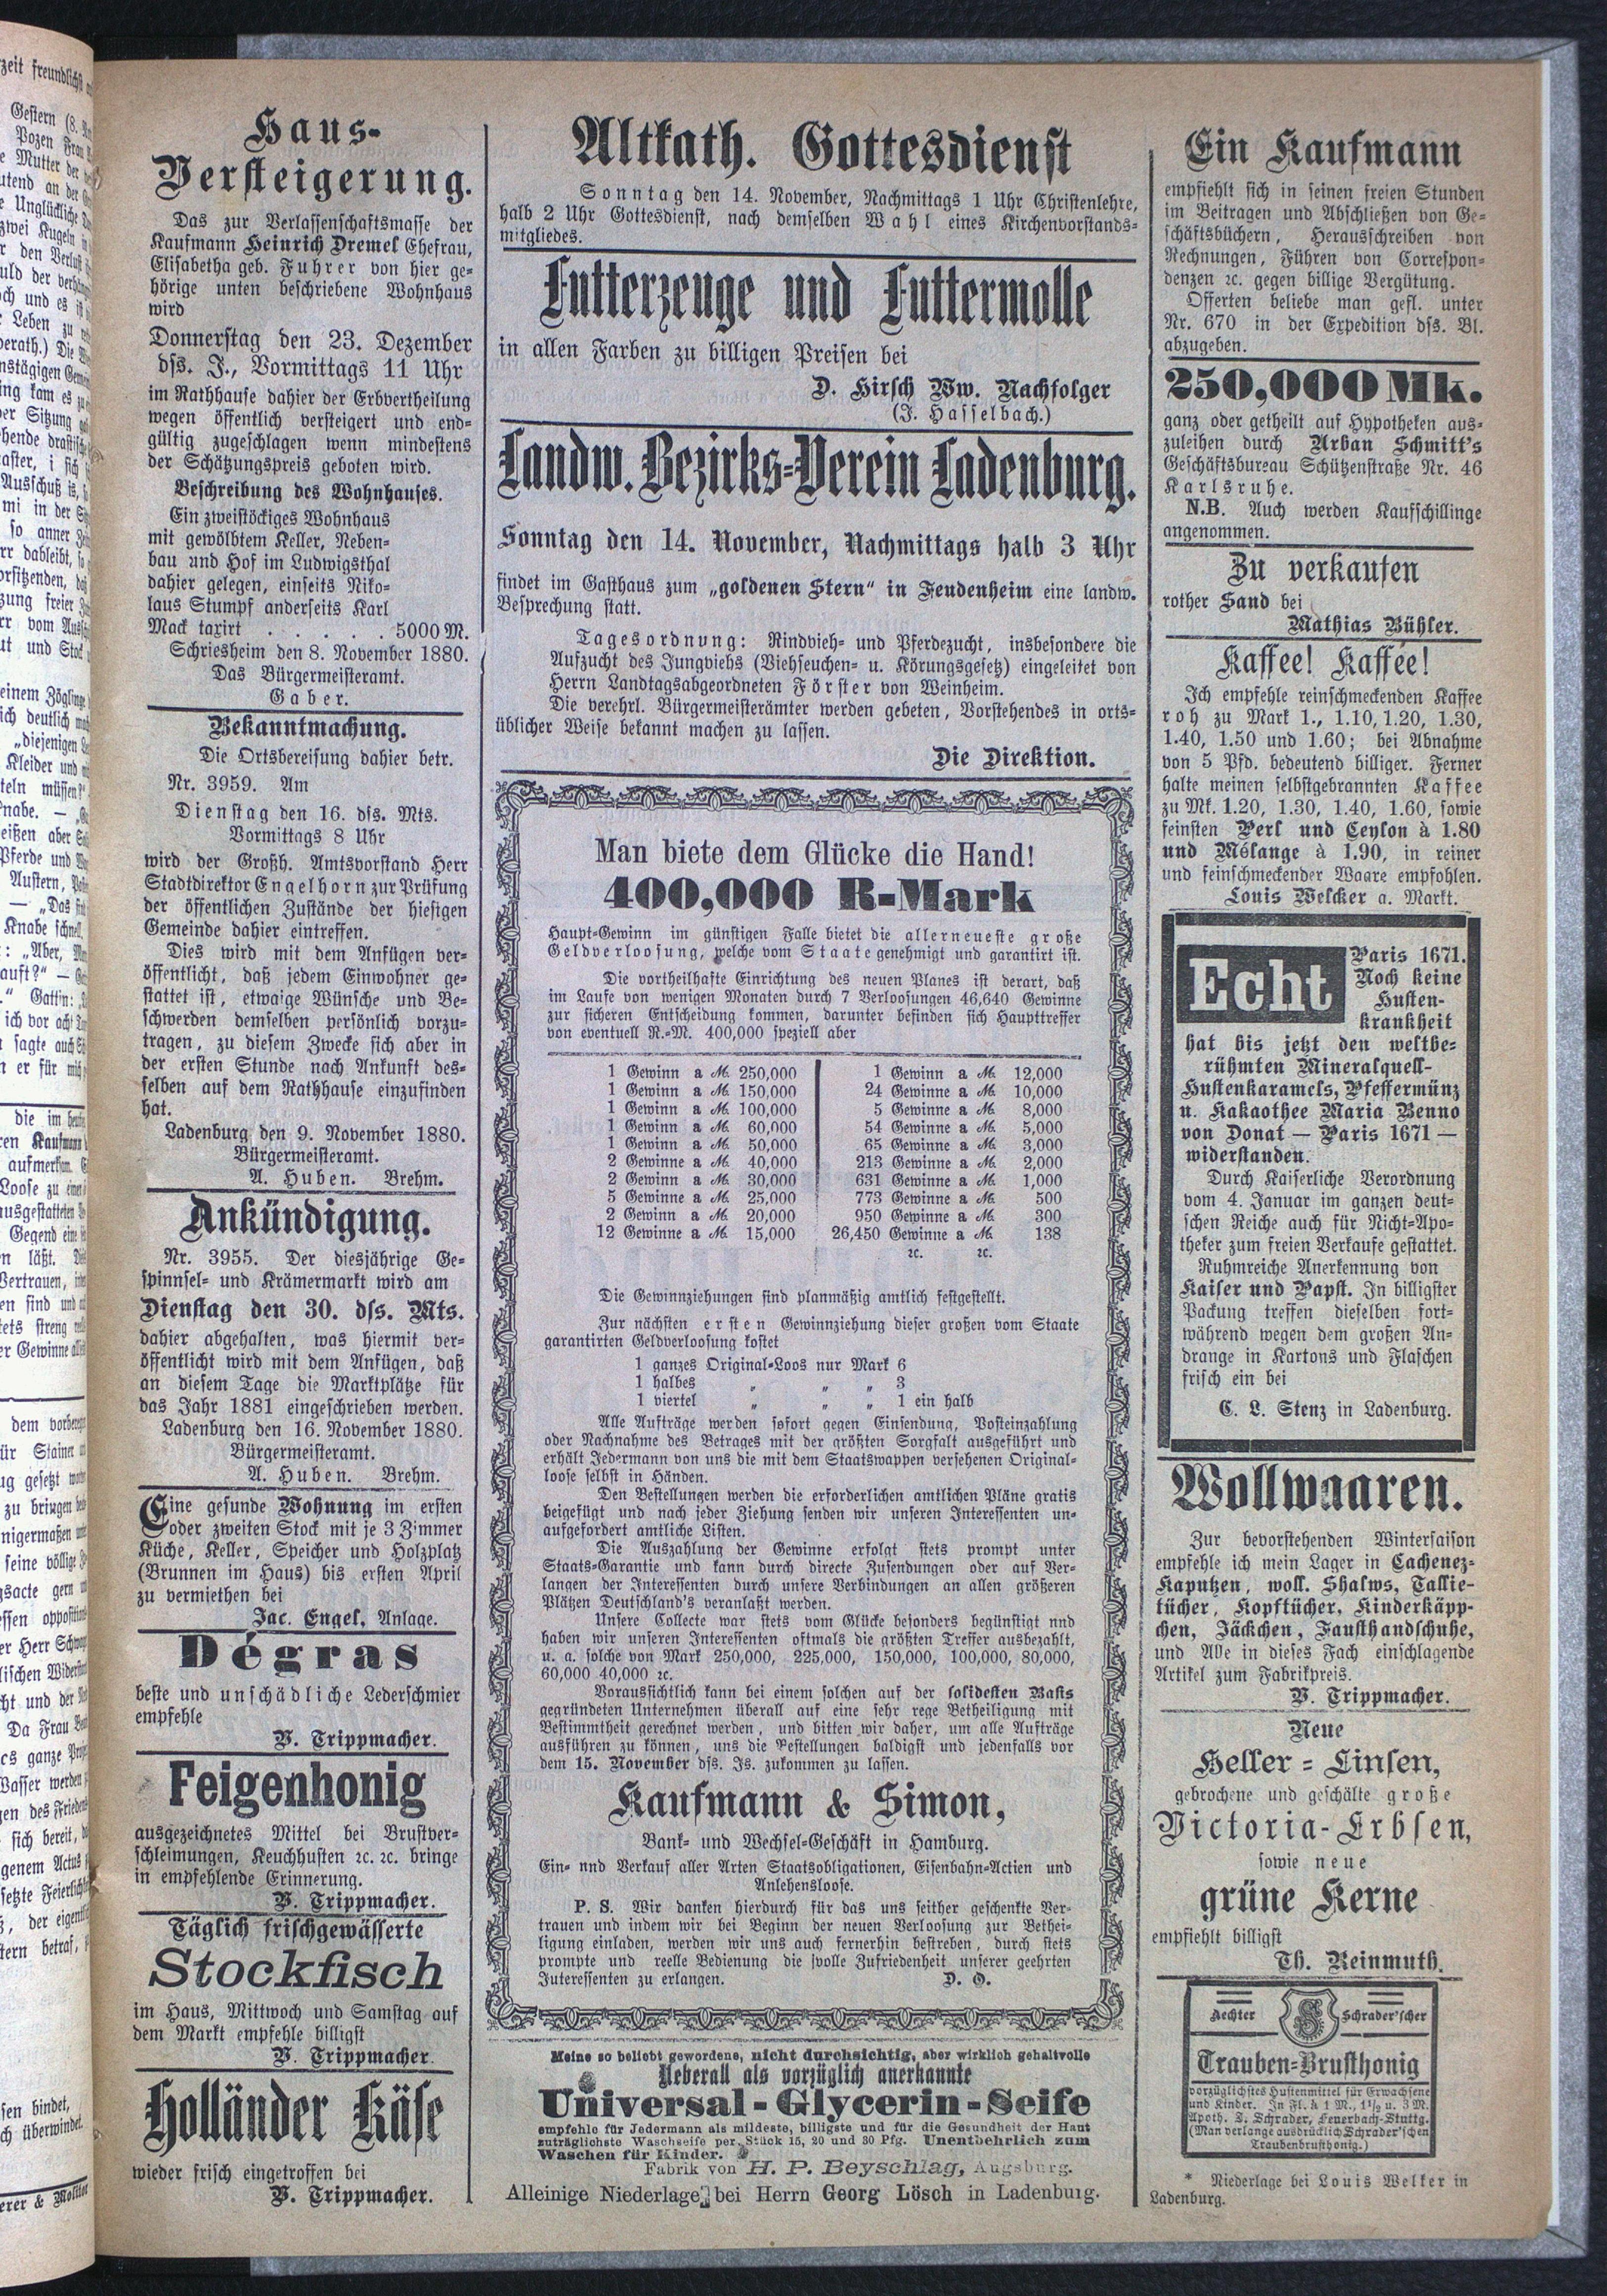 Haus-
Versteigerung.
Das zur Verlassenschaftsmasse der
Kaufmann Heinrich Dremel Ehefrau,
Elisabetha geb. Fuhrer von hier ge-
hörige unten beschriebene Wohnhaus
wird
Donnerstag den 23. Dezember
dss. J., Vormittags 11 Uhr
im Rathhause dahier der Erbvertheilung
wegen öffentlich versteigert und end-
gültig zugeschlagen wenn mindestens
der Schätzungspreis geboten wird.
Beschreibung des Wohnhauses.
Ein zweistöckiges Wohnhaus
mit gewölbtem Keller, Neben-
bau und Hof im Ludwigsthal
dahier gelegen, einseits Niko-
laus Stumpf anderseits Karl
Mack taxirt . . . . . 5000 M.
Schriesheim den 8. November 1880.
Das Bürgermeisteramt.
Gaber.
Bekanntmachung.
Die Ortsbereisung dahier betr.
Nr. 3959. Am
Dienstag den 16. dss. Mts.
Vormittags 8 Uhr
wird der Großh. Amtsvorstand Herr
Stadtdirektor Engelhorn zur Prüfung
der öffentlichen Zustände der hiesigen
Gemeinde dahier eintreffen.
Dies wird mit dem Anfügen ver-
öffentlicht, daß jedem Einwohner ge-
stattet ist, etwaige Wünsche und Be-
schwerden demselben persönlich vorzu-
tragen, zu diesem Zwecke sich aber in
der ersten Stunde nach Ankunft des-
selben auf dem Rathhause einzufinden
hat.
Ladenburg den 9. November 1880.
Bürgermeisteramt.
A. Huben. Brehm.
Ankündigung.
Nr. 3955. Der diesjährige Ge-
spinnsel- und Krämermarkt wird am
Dienstag den 30. dss. Mts.
dahier abgehalten, was hiermit ver-
öffentlicht wird mit dem Anfügen, daß
an diesem Tage die Marktplätze für
das Jahr 1881 eingeschrieben werden.
Ladenburg den 16. November 1880.
Bürgermeisteramt.
A. Huben. Brehm.
Eine gesunde Wohnung im ersten
oder zweiten Stock mit je 3 Zimmer
Küche, Keller, Speicher und Holzplatz
(Brunnen im Haus) bis ersten April
zu vermiethen bei
Jac. Engel, Anlage.
Dégras
beste und unschädliche Lederschmier
empfehle
V. Trippmacher.
Feigenhonig
ausgezeichnetes Mittel bei Brustver-
schleimungen, Keuchhusten ꝛc. ꝛc. bringe
in empfehlende Erinnerung.
V. Trippmacher.
Täglich frischgewässerte
Stockfisch
im Haus, Mittwoch und Samstag auf
dem Markt empfehle billigst
V. Trippmacher.
Holländer Käse
wieder frisch eingetroffen bei
V. Trippmacher.
Altkath. Gottesdienst
Sonntag den 14. November, Nachmittags 1 Uhr Christenlehre,
halb 2 Uhr Gottesdienst, nach demselben Wahl eines Kirchenvorstands-
mitgliedes.
Futterzeuge und Futtermolle
in allen Farben zu billigen Preisen bei
D. Hirsch Ww. Nachfolger
(J. Hasselbach.)
Landw. Bezirks-Verein Ladenburg.
Sonntag den 14. November, Nachmittags halb 3 Uhr
findet im Gasthaus zum „goldenen Stern“ in Feudenheim eine landw.
Besprechung statt.
Tagesordnung: Rindvieh- und Pferdezucht, insbesondere die
Aufzucht des Jungviehs (Viehseuchen- u. Körungsgesetz) eingeleitet von
Herrn Landtagsabgeordneten Förster von Weinheim.
Die verehrl. Bürgermeisterämter werden gebeten, Vorstehendes in orts-
üblicher Weise bekannt machen zu lassen.
Die Direktion.
Man biete dem Glücke die Hand!
400,000 R-Mark
Haupt-Gewinn im günstigen Falle bietet die allerneueste große
Geldverloosung, welche vom Staate genehmigt und garantirt ist.
Die vortheilhafte Einrichtung des neuen Planes ist derart, daß
im Laufe von wenigen Monaten durch 7 Verloosungen 46,640 Gewinne
zur sicheren Entscheidung kommen, darunter befinden sich Haupttreffer
von eventuell R.-M. 400,000 speziell aber
1 Gewinn a M. 250,000
1 Gewinn a M. 150,000
1 Gewinn a M. 100,000
1 Gewinn a M. 60,000
1 Gewinn a M. 50,000
2 Gewinne a M. 40,000
2 Gewinne a M. 30,000
5 Gewinne a M. 25,000
2 Gewinn a M. 20,000
12 Gewinne a M. 15,000
1 Gewinn a M. 12,000
24 Gewinne a M. 10,000
5 Gewinne a M. 8,000
54 Gewinne a M. 5,000
65 Gewinne a M. 3,000
213 Gewinne a M. 2,000
631 Gewinne a M. 1,000
773 Gewinne a M. 500
950 Gewinne a M. 300
26,450 Gewinne a M. 138
ꝛc. ꝛc.
Die Gewinnziehungen sind planmäßig amtlich festgestellt.
Zur nächsten ersten Gewinnziehung dieser großen vom Staate
garantirten Geldverloosung kostet
1 ganzes Original-Loos nur Mark 6
1 halbes „ „ „ 3
1 viertel „ „ „ 1 ein halb
Alle Aufträge werden sofort gegen Einsendung, Posteinzahlung
oder Nachnahme des Betrages mit der größten Sorgfalt ausgeführt und
erhält Jedermann von uns die mit dem Staatswappen versehenen Original-
loose selbst in Händen.
Den Bestellungen werden die erforderlichen amtlichen Pläne gratis
beigefügt und nach jeder Ziehung senden wir unseren Interessenten un-
aufgefordert amtliche Listen.
Die Auszahlung der Gewinne erfolgt stets prompt unter
Staats-Garantie und kann durch directe Zusendungen oder auf Ver-
langen der Interessenten durch unsere Verbindungen an allen größeren
Plätzen Deutschland's veranlaßt werden.
Unsere Collecte war stets vom Glücke besonders begünstigt nnd
haben wir unseren Interessenten oftmals die größten Treffer ausbezahlt,
u. a. solche von Mark 250,000, 225,000, 150,000, 100,000, 80,000,
60,000 40,000 ꝛc.
Voraussichtlich kann bei einem solchen auf der solidesten Basis
gegründeten Unternehmen überall auf eine sehr rege Betheiligung mit
Bestimmtheit gerechnet werden, und bitten wir daher, um alle Aufträge
ausführen zu können, uns die Bestellungen baldigst und jedenfalls vor
dem 15. November dss. Js. zukommen zu lassen.
Kaufmann & Simon,
Bank- und Wechsel-Geschäft in Hamburg.
Ein- nnd Verkauf aller Arten Staatsobligationen, Eisenbahn-Actien und
Anlehensloose.
P. S. Wir danken hierdurch für das uns seither geschenkte Ver-
trauen und indem wir bei Beginn der neuen Verloosung zur Bethei-
ligung einladen, werden wir uns auch fernerhin bestreben, durch stets
prompte und reelle Bedienung die volle Zufriedenheit unserer geehrten
Interessenten zu erlangen. D. O.
Meine so beliebt gewordene, nicht durchsichtig, aber wirklich gehaltvolle
Ueberall als vorzüglich anerkannte
Universal-Glycerin-Seife
empfehle für Jedermann als mildeste, billigste und für die Gesundheit der Haut
zuträglichste Waschseife per. Stück 15, 20 und 30 Pfg. Unentbehrlich zum
Waschen für Kinder.
Fabrik von H. P. Beyschlag, Augsburg.
Alleinige Niederlage bei Herrn Georg Lösch in Ladenburg.
Ein Kaufmann
empfiehlt sich in seinen freien Stunden
im Beitragen und Abschließen von Ge-
schäftsbüchern, Herausschreiben von
Rechnungen, Führen von Correspon-
denzen ꝛc. gegen billige Vergütung.
Offerten beliebe man gefl. unter
Nr. 670 in der Expedition dss. Bl.
abzugeben.
250,000 Mk.
ganz oder getheilt auf Hypotheken aus-
zuleihen durch Urban Schmitt's
Geschäftsbureau Schützenstraße Nr. 46
Karlsruhe.
N.B. Auch werden Kaufschillinge
angenommen.
Zu verkaufen
rother Sand bei
Mathias Bühler.
Kaffee! Kaffée!
Ich empfehle reinschmeckenden Kaffee
roh zu Mark 1., 1.10, 1.20, 1.30,
1.40, 1.50 und 1.60; bei Abnahme
von 5 Pfd. bedeutend billiger. Ferner
halte meinen selbstgebrannten Kaffee
zu Mk. 1.20, 1.30, 1.40, 1.60, sowie
feinsten Perl und Ceylon à 1.80
und Mélange à 1.90, in reiner
und feinschmeckender Waare empfohlen.
Louis Welcker a. Markt.
Echt
Paris 1671.
Noch keine
Husten-
krankheit
hat bis jetzt den weltbe-
rühmten Mineralquell-
Hustenkaramels, Pfeffermünz
u. Kakaothee Maria Benno
von Donat — Paris 1671 —
widerstanden.
Durch Kaiserliche Verordnung
vom 4. Januar im ganzen deut-
schen Reiche auch für Nicht-Apo-
theker zum freien Verkaufe gestattet.
Ruhmreiche Anerkennung von
Kaiser und Papst. In billigster
Packung treffen dieselben fort-
während wegen dem großen An-
drange in Kartons und Flaschen
frisch ein bei
C. L. Stenz in Ladenburg.
Wollwaaren.
Zur bevorstehenden Wintersaison
empfehle ich mein Lager in Cachenez-
Kaputzen, woll. Shalws, Tallie-
tücher, Kopftücher, Kinderkäpp-
chen, Jäckchen, Fausthandschuhe,
und Alle in dieses Fach einschlagende
Artikel zum Fabrikpreis.
V. Trippmacher.
Neue
Heller-Linsen,
gebrochene und geschälte große
Victoria-Erbsen,
sowie neue
grüne Kerne
empfiehlt billigst
Th. Reinmuth.
Aechter Schrader'scher
Trauben-Brusthonig
vorzüglichstes Hustenmittel für Erwachsene
und Kinder. In Fl. à 1 M., 1½ u. 3 M.
Apoth. J. Schrader, Feuerbach-Stuttg.
(Man verlange ausdrücklich Schrader'schen
Traubenbrusthonig.)
* Niederlage bei Louis Welker in
Ladenburg.